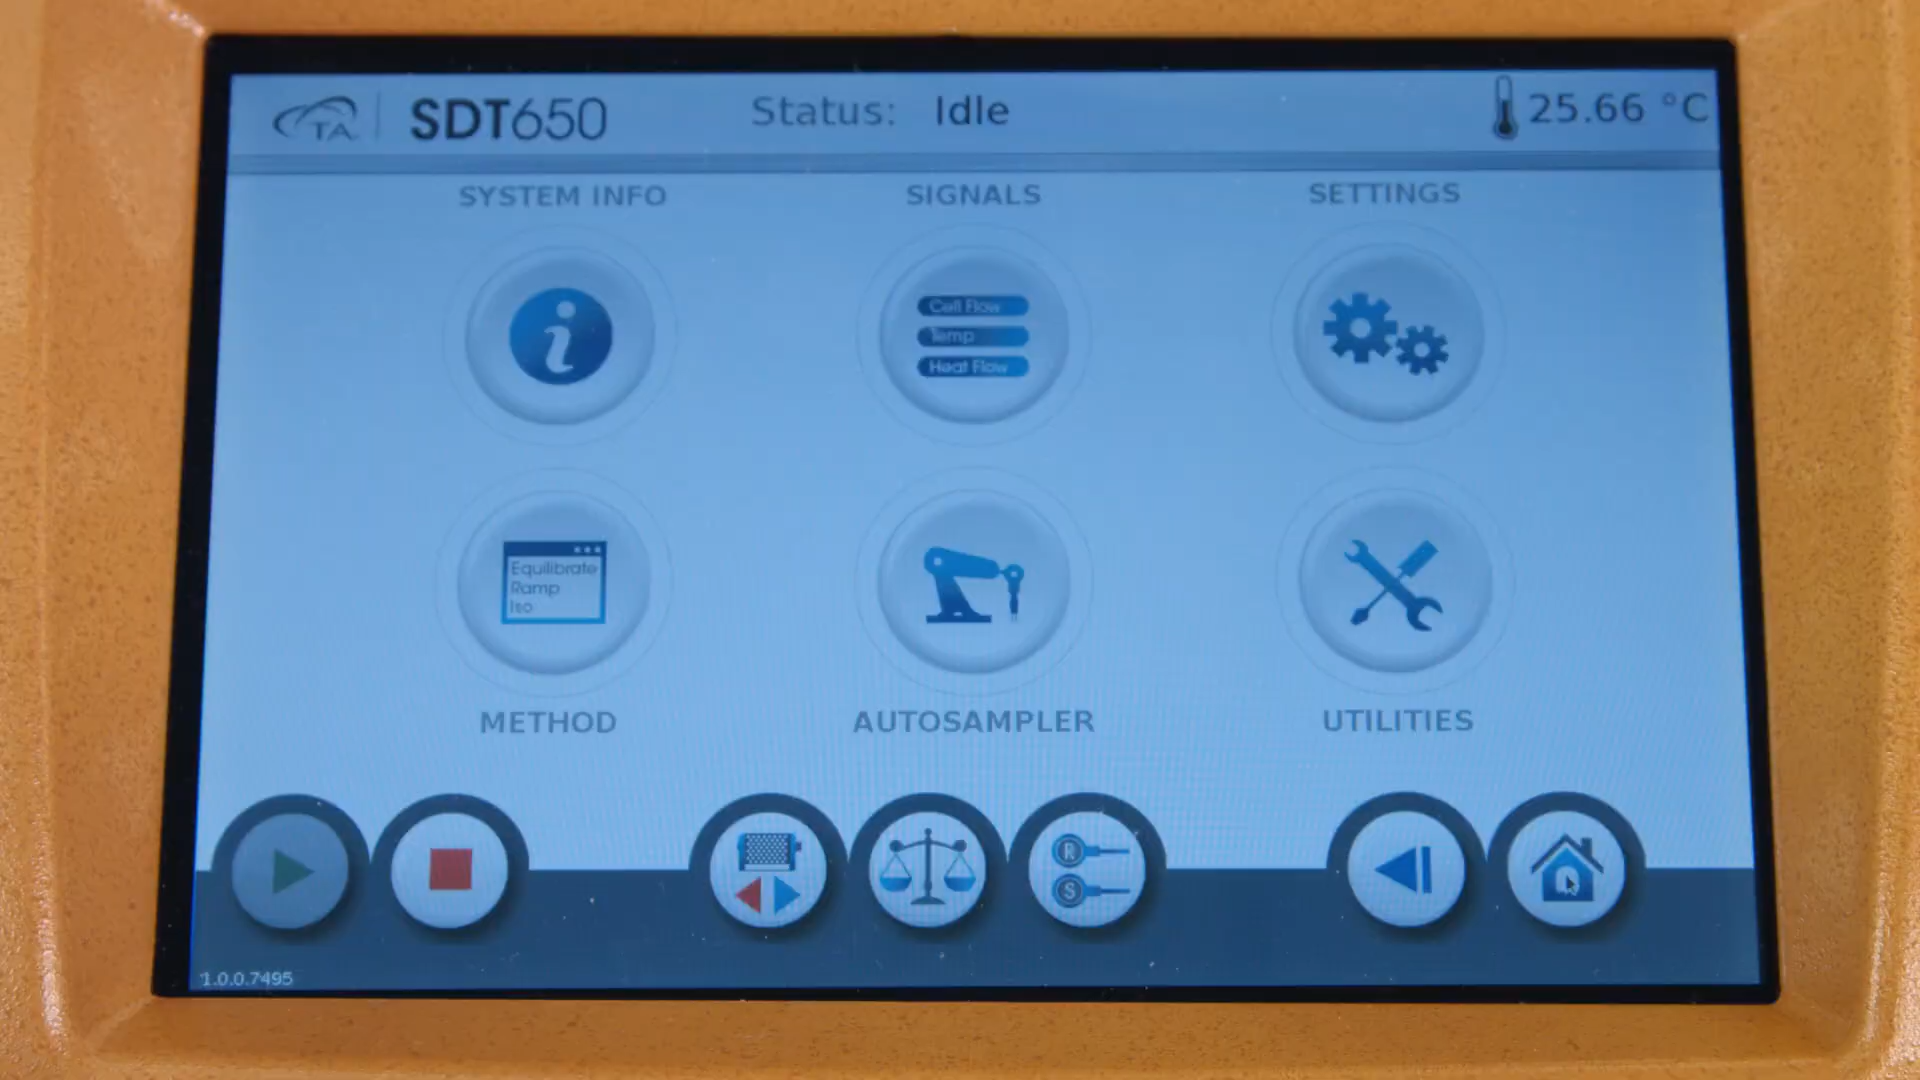 TA SDT650 Status: Idle 25.66 °C
SYSTEM INFO SIGNALS SETTINGS
Cell Flow
Temp
Heat Flow
Equilibrate
Ramp
Iso
METHOD AUTOSAMPLER UTILITIES
R
S
1.0.0.7495